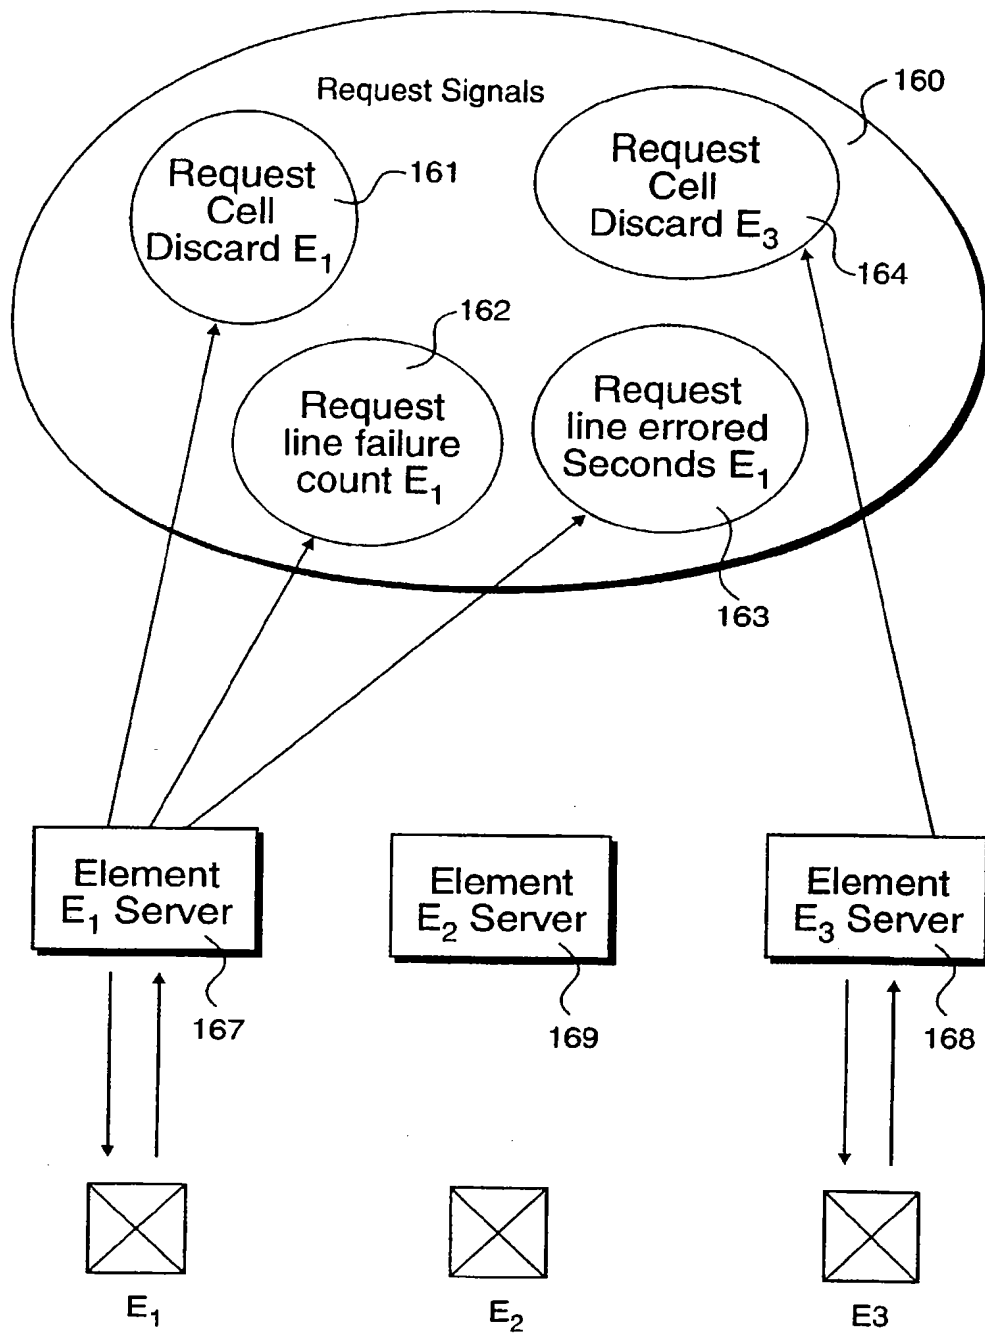 Request Signals
160
Request
Cell
Discard E₁
161
Request
Cell
Discard E₃
164
162
Request
line failure
count E₁
Request
line errored
Seconds E₁
163
Element
E₁ Server
167
Element
E₂ Server
169
Element
E₃ Server
168
E₁
E₂
E3